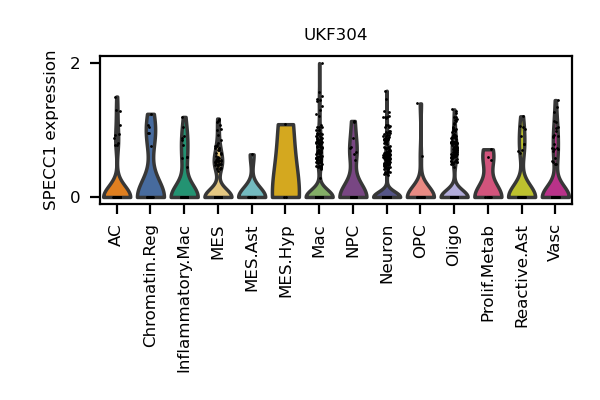 UKF304
SPECC1 expression
2
0
AC
Chromatin.Reg
Inflammatory.Mac
MES
MES.Ast
MES.Hyp
Mac
NPC
Neuron
OPC
Oligo
Prolif.Metab
Reactive.Ast
Vasc